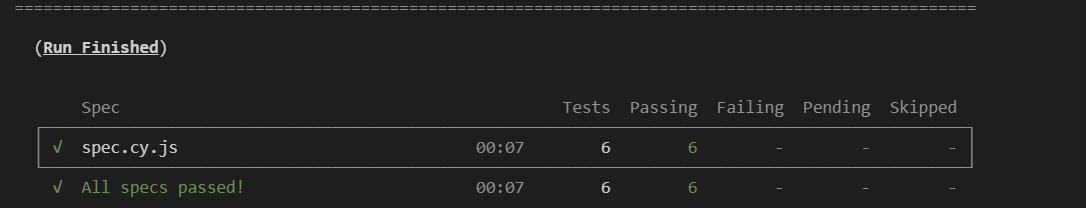 ====================================================================================================
(Run Finished)
Spec Tests Passing Failing Pending Skipped
√ spec.cy.js 00:07 6 6 - - -
√ All specs passed! 00:07 6 6 - - -